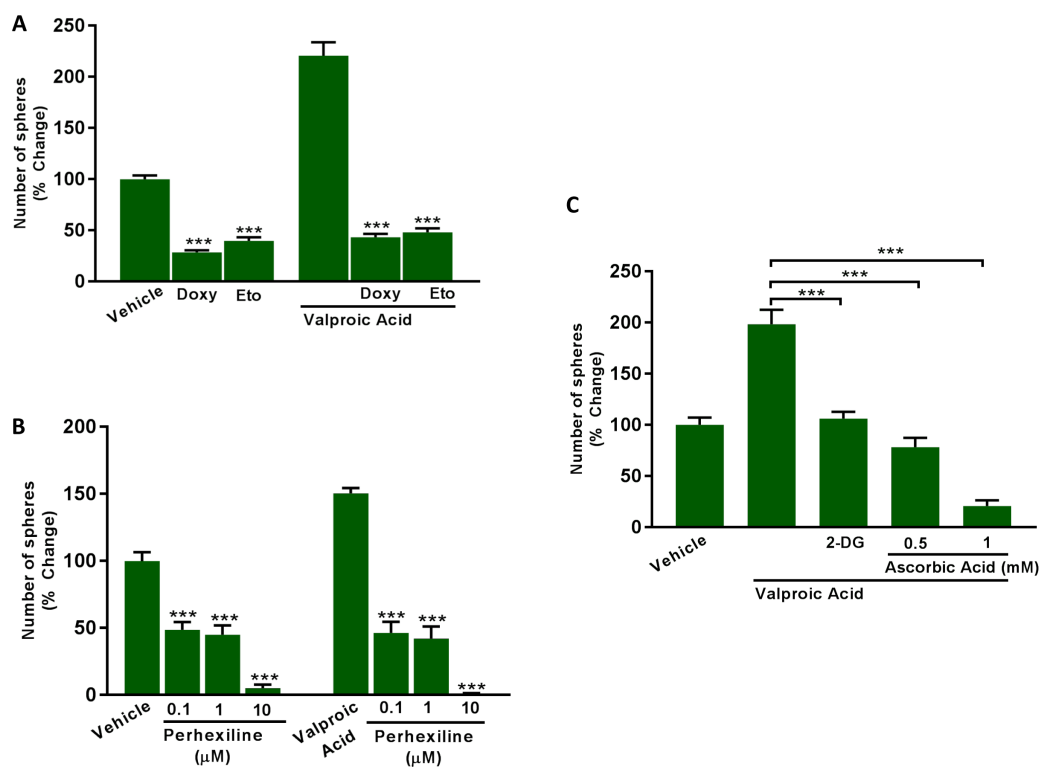 A
Number of spheres
(% Change)
250
200
150
100
50
0
***
***
***
***
Vehicle
Doxy
Eto
Doxy
Eto
Valproic Acid
B
Number of spheres
(% Change)
200
150
100
50
0
***
***
***
***
***
***
Vehicle
0.1
1
10
Perhexiline
(μM)
Valproic
Acid
0.1
1
10
Perhexiline
(μM)
C
Number of spheres
(% Change)
250
200
150
100
50
0
***
***
***
Vehicle
2-DG
0.5
1
Ascorbic Acid (mM)
Valproic Acid